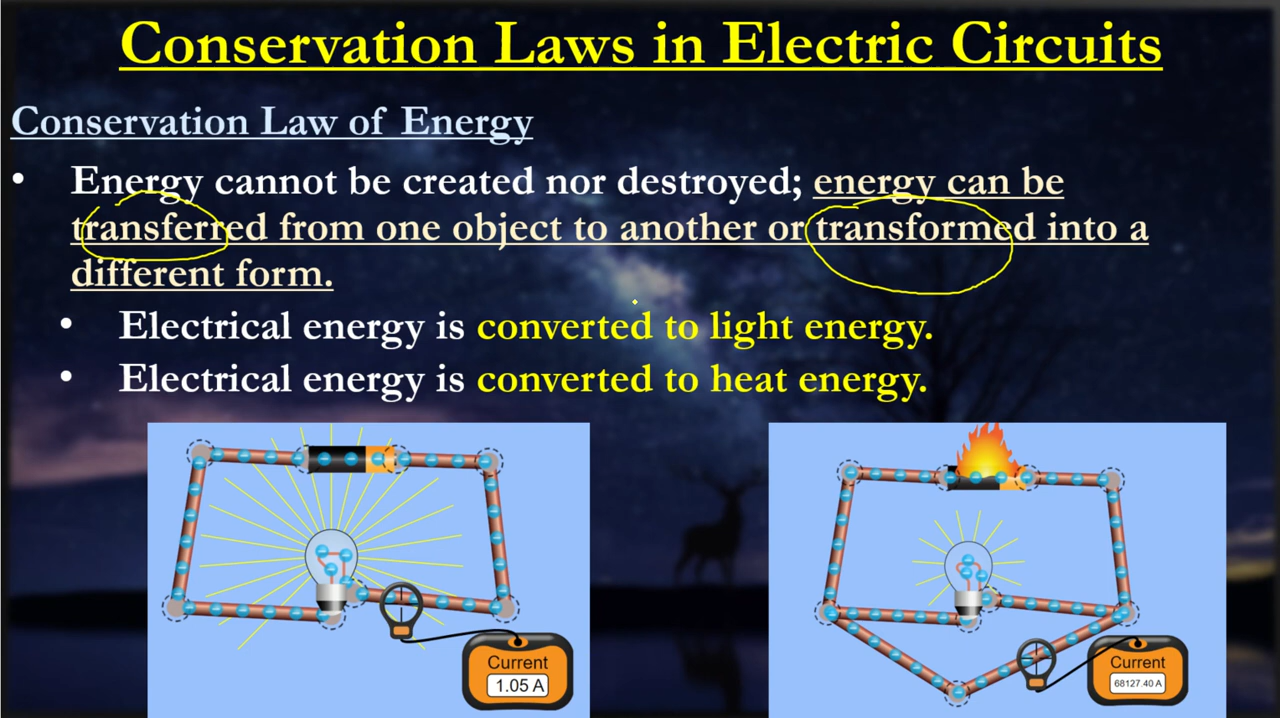 Conservation Laws in Electric Circuits
Conservation Law of Energy
• Energy cannot be created nor destroyed; energy can be
transferred from one object to another or transformed into a
different form.
• Electrical energy is converted to light energy.
• Electrical energy is converted to heat energy.
Current
1.05 A
Current
68127.40 A